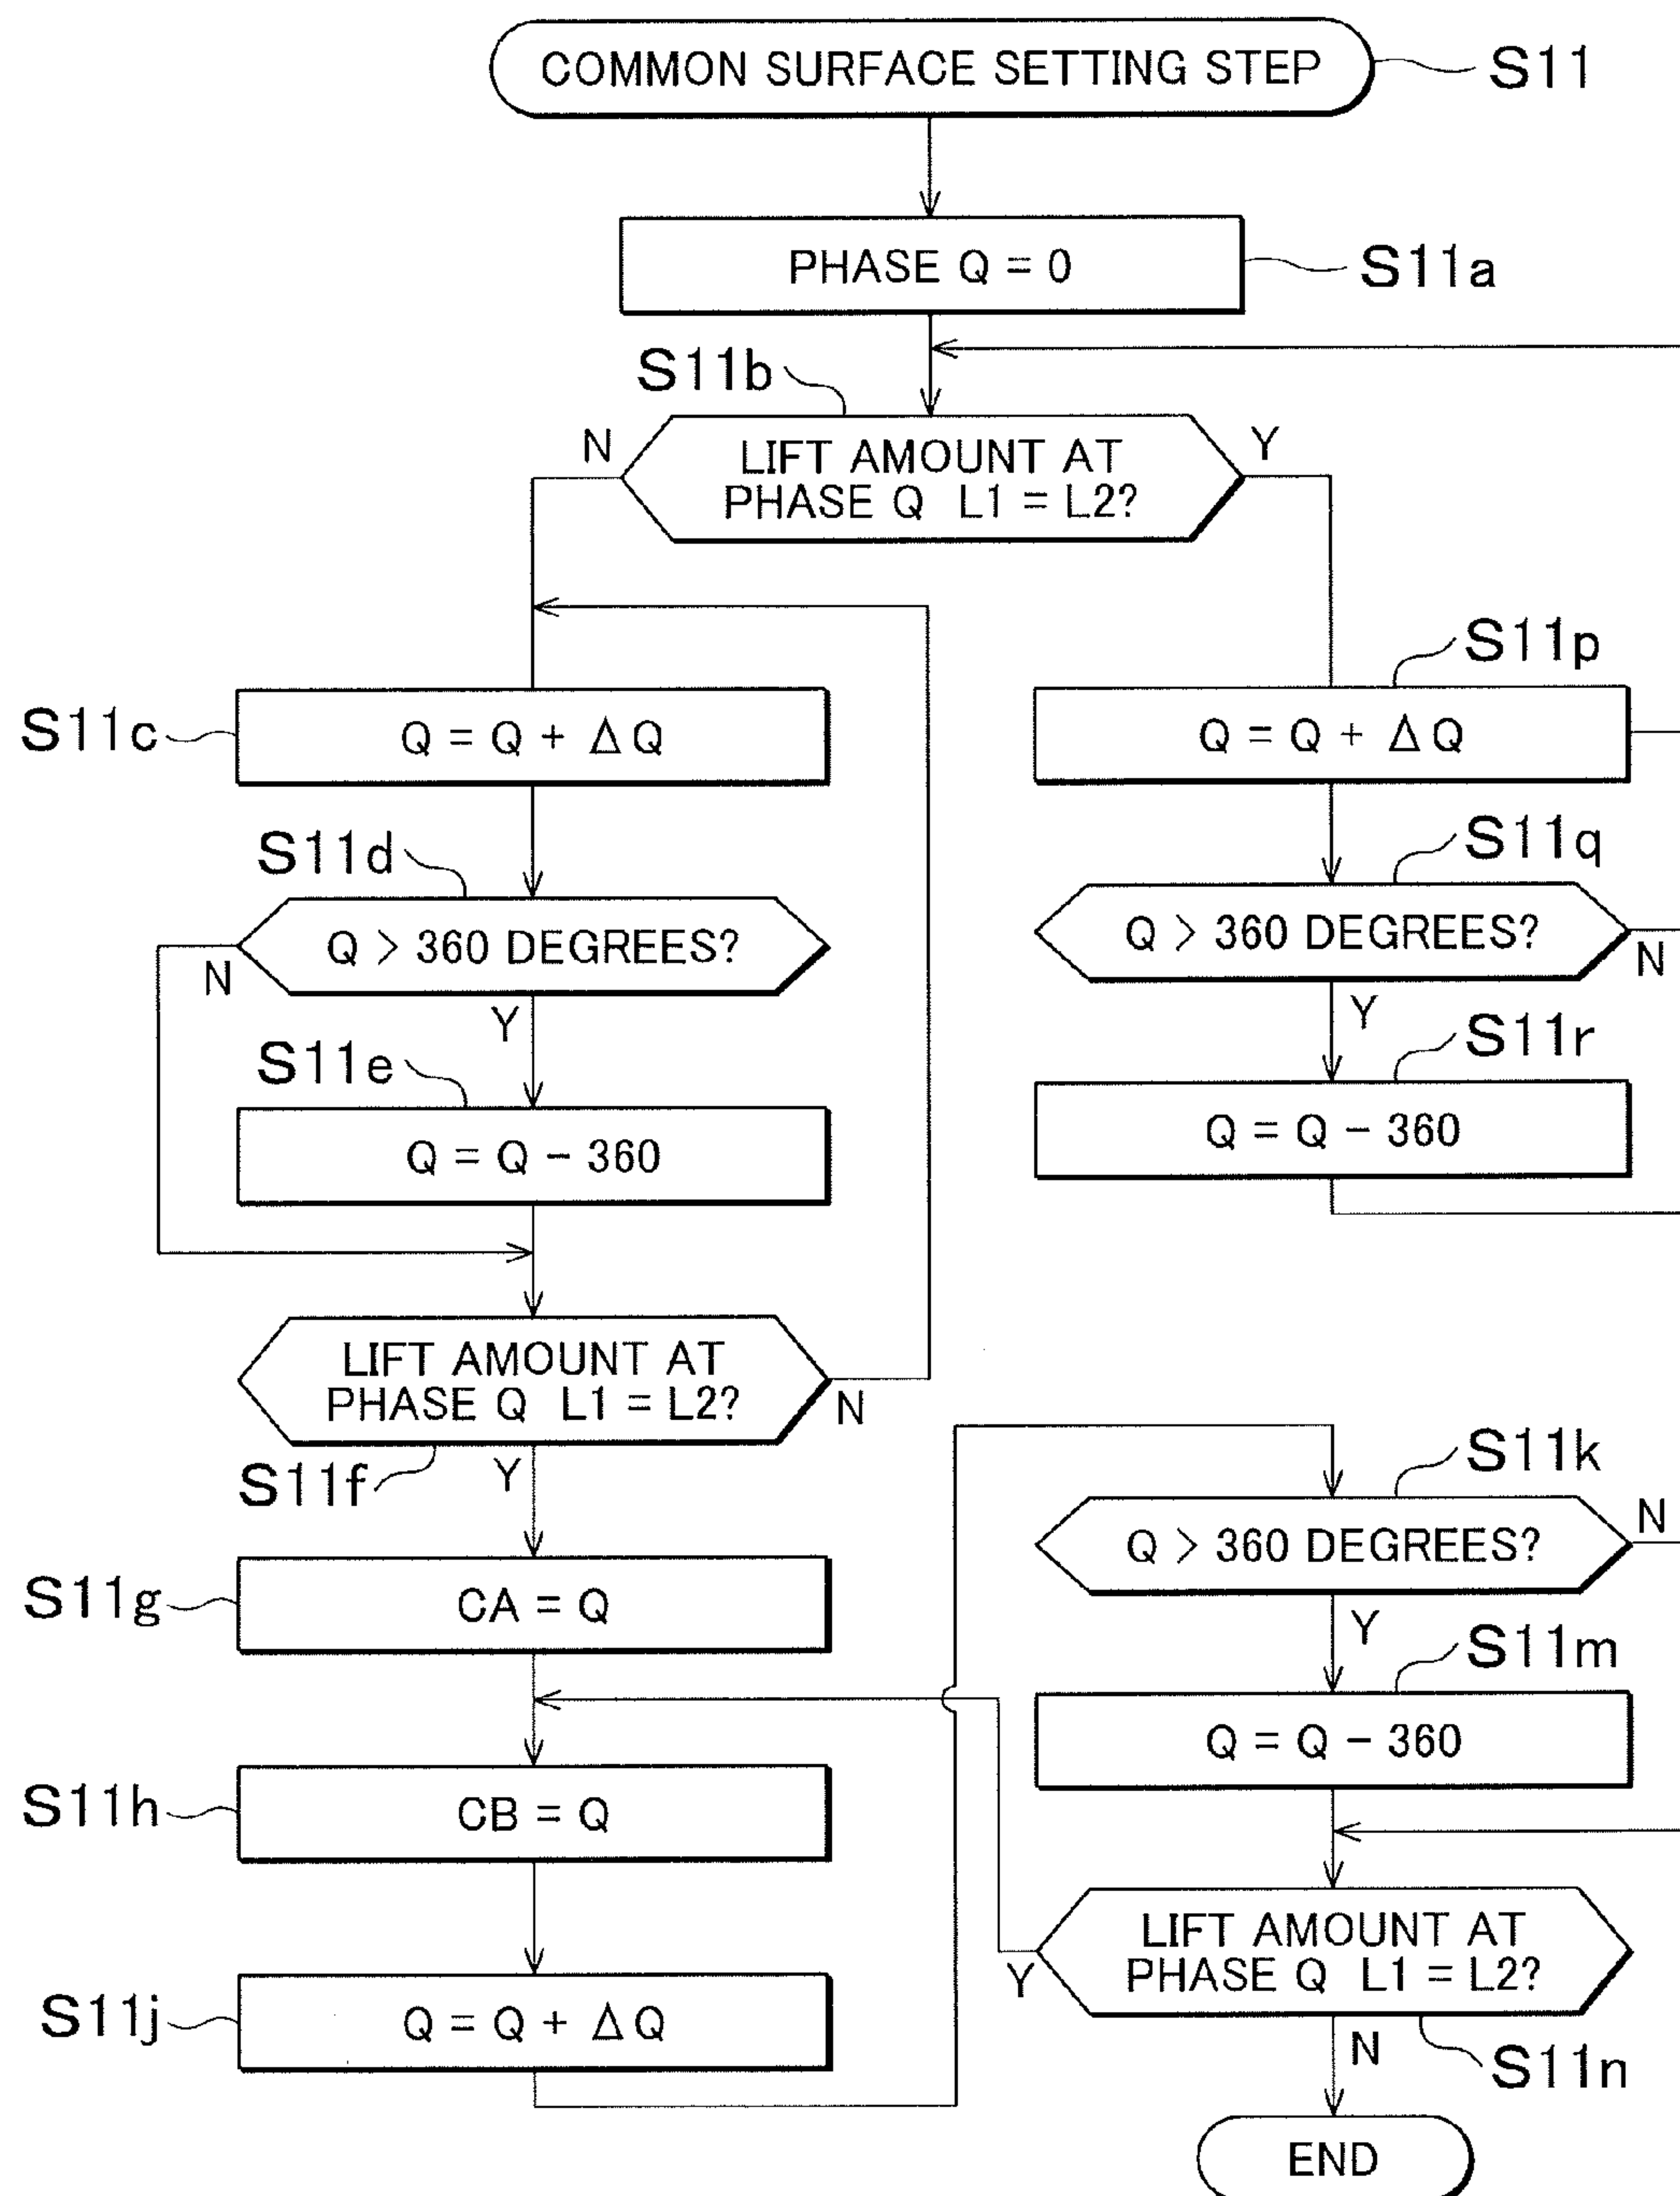 COMMON SURFACE SETTING STEP
S11
PHASE Q = 0
S11a
S11b
N
LIFT AMOUNT AT
PHASE Q L1 = L2?
Y
S11c
Q = Q + ΔQ
S11d
Q > 360 DEGREES?
N
Y
S11e
Q = Q - 360
LIFT AMOUNT AT
PHASE Q L1 = L2?
N
S11f
Y
S11g
CA = Q
S11h
CB = Q
S11j
Q = Q + ΔQ
S11p
Q = Q + ΔQ
S11q
Q > 360 DEGREES?
N
Y
S11r
Q = Q - 360
S11k
Q > 360 DEGREES?
N
Y
S11m
Q = Q - 360
LIFT AMOUNT AT
PHASE Q L1 = L2?
Y
N
S11n
END